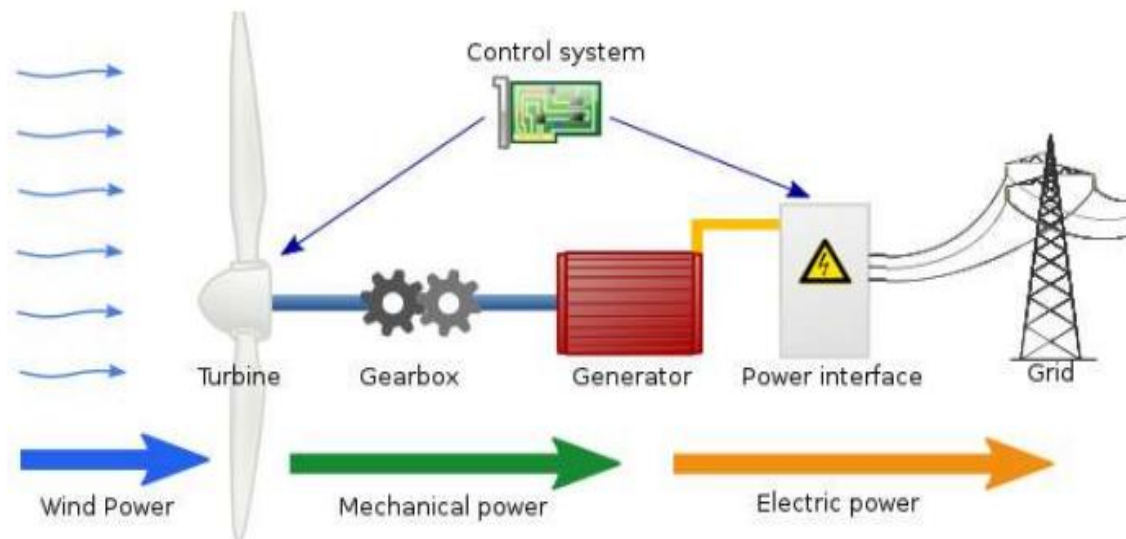 Control system
Turbine
Gearbox
Generator
Power interface
Grid
Wind Power
Mechanical power
Electric power